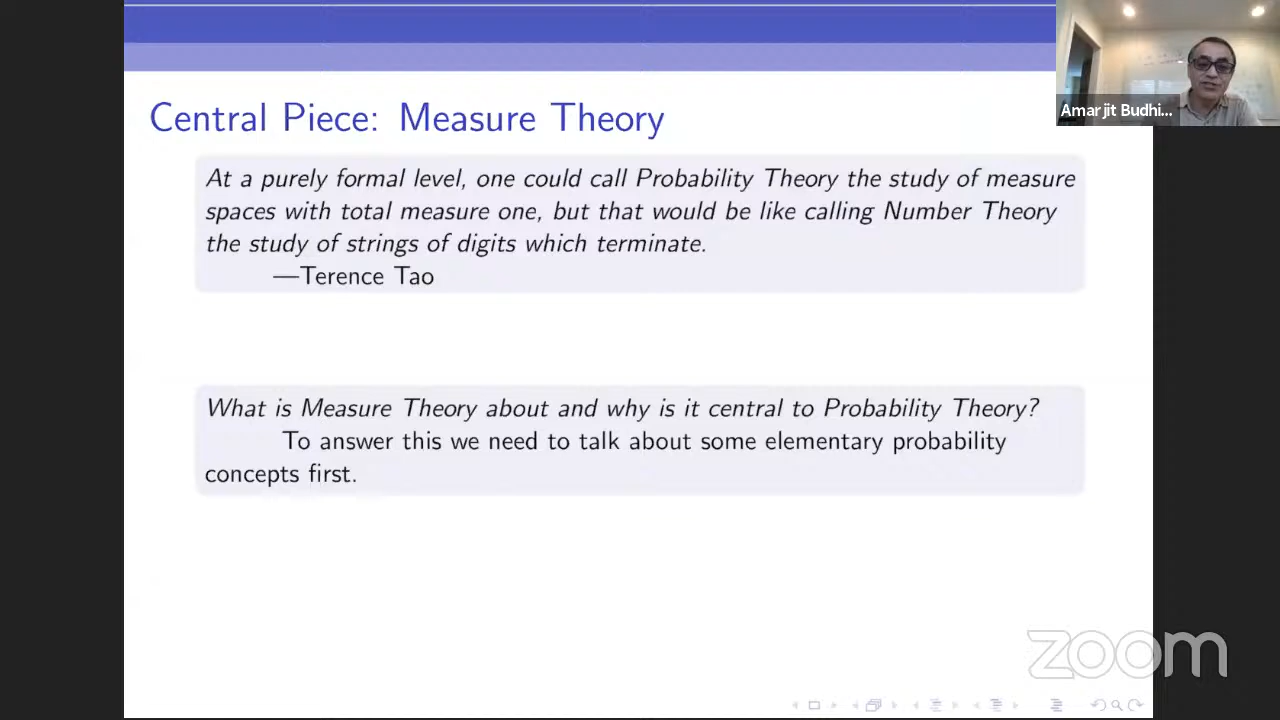 Amarjit Budhi...
Central Piece: Measure Theory
At a purely formal level, one could call Probability Theory the study of measure
spaces with total measure one, but that would be like calling Number Theory
the study of strings of digits which terminate.
—Terence Tao
What is Measure Theory about and why is it central to Probability Theory?
To answer this we need to talk about some elementary probability
concepts first.
zoom